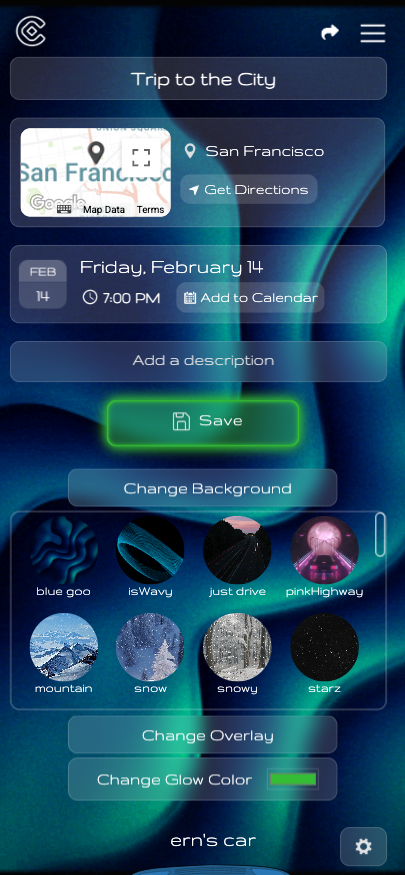 Trip to the City
UNION SQUARE
San Francisco
Google
Map Data
Terms
San Francisco
Get Directions
FEB
14
Friday, February 14
7:00 PM
Add to Calendar
Add a description
Save
Change Background
blue goo
isWavy
just drive
pinkHighway
mountain
snow
snowy
starz
Change Overlay
Change Glow Color
ern's car